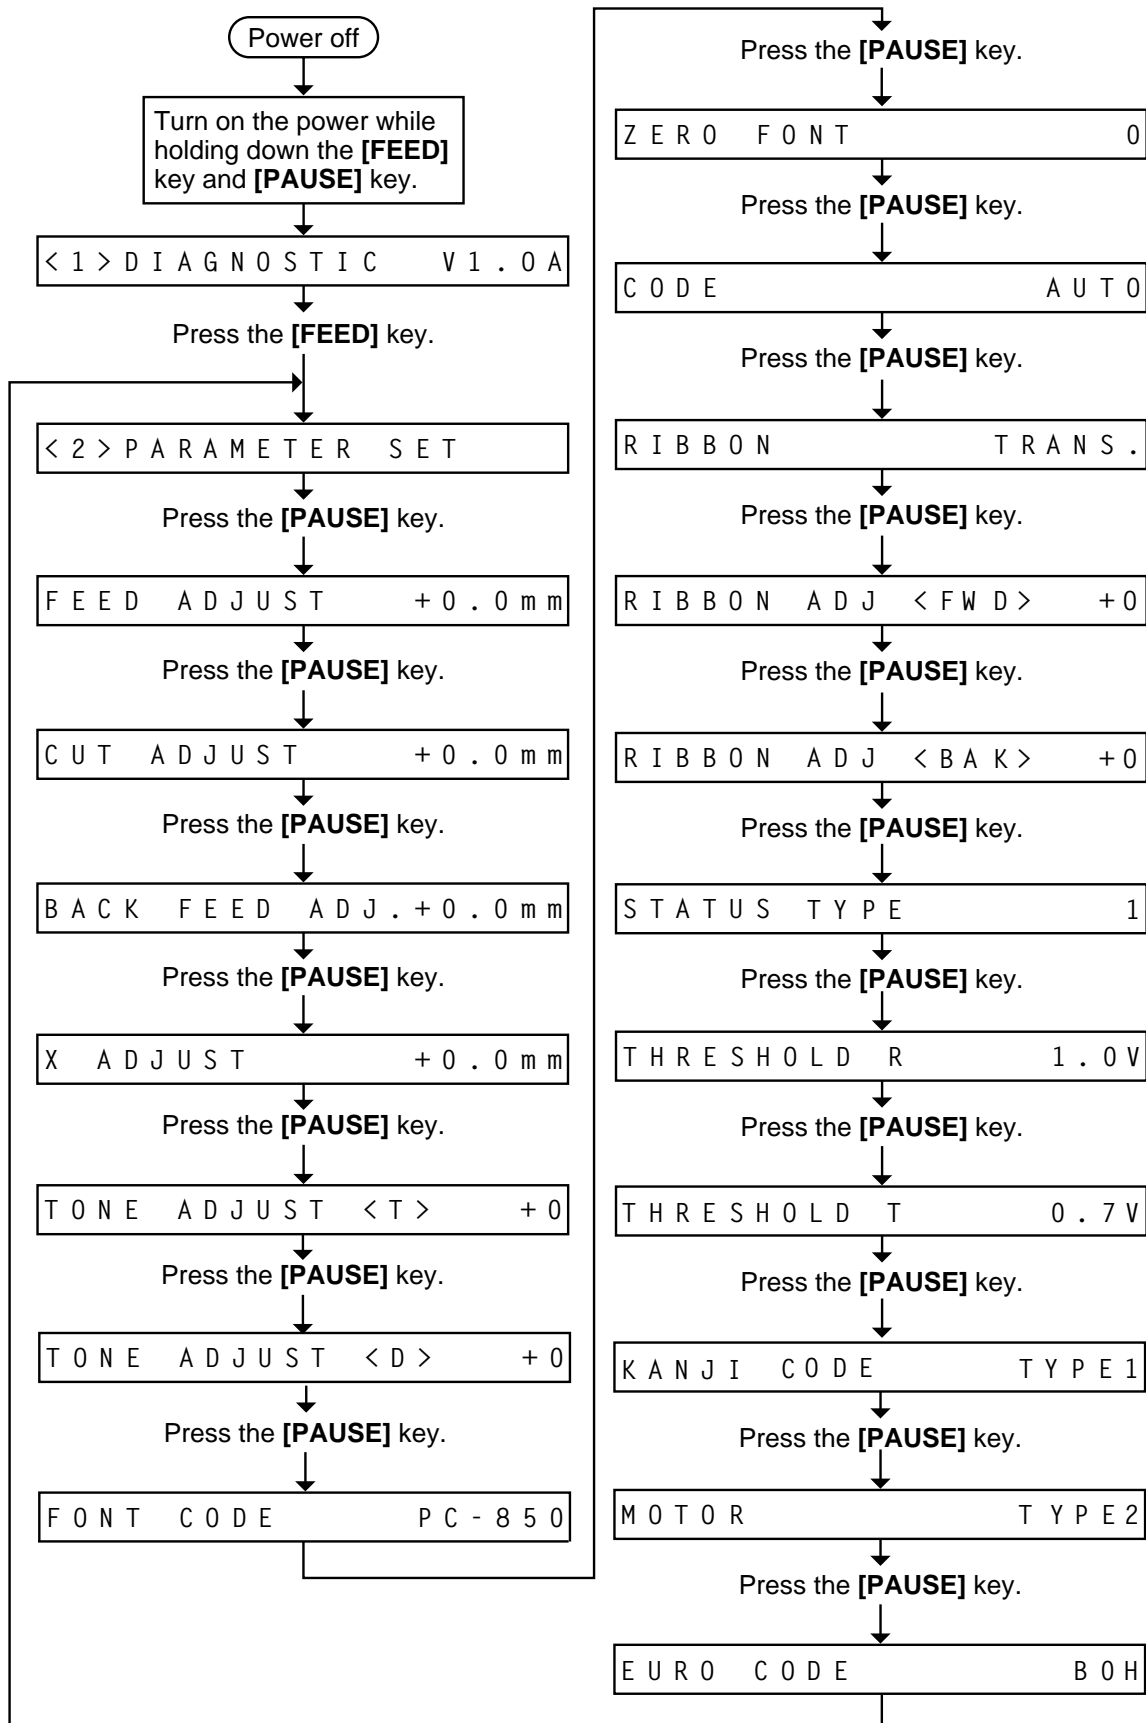 Power off
Turn on the power while
holding down the [FEED]
key and [PAUSE] key.
<1>DIAGNOSTIC V1.0A
Press the [FEED] key.
<2>PARAMETER SET
Press the [PAUSE] key.
FEED ADJUST +0.0mm
Press the [PAUSE] key.
CUT ADJUST +0.0mm
Press the [PAUSE] key.
BACK FEED ADJ.+0.0mm
Press the [PAUSE] key.
X ADJUST +0.0mm
Press the [PAUSE] key.
TONE ADJUST <T> +0
Press the [PAUSE] key.
TONE ADJUST <D> +0
Press the [PAUSE] key.
FONT CODE PC-850
Press the [PAUSE] key.
ZERO FONT 0
Press the [PAUSE] key.
CODE AUTO
Press the [PAUSE] key.
RIBBON TRANS.
Press the [PAUSE] key.
RIBBON ADJ <FWD> +0
Press the [PAUSE] key.
RIBBON ADJ <BAK> +0
Press the [PAUSE] key.
STATUS TYPE 1
Press the [PAUSE] key.
THRESHOLD R 1.0V
Press the [PAUSE] key.
THRESHOLD T 0.7V
Press the [PAUSE] key.
KANJI CODE TYPE1
Press the [PAUSE] key.
MOTOR TYPE2
Press the [PAUSE] key.
EURO CODE B0H